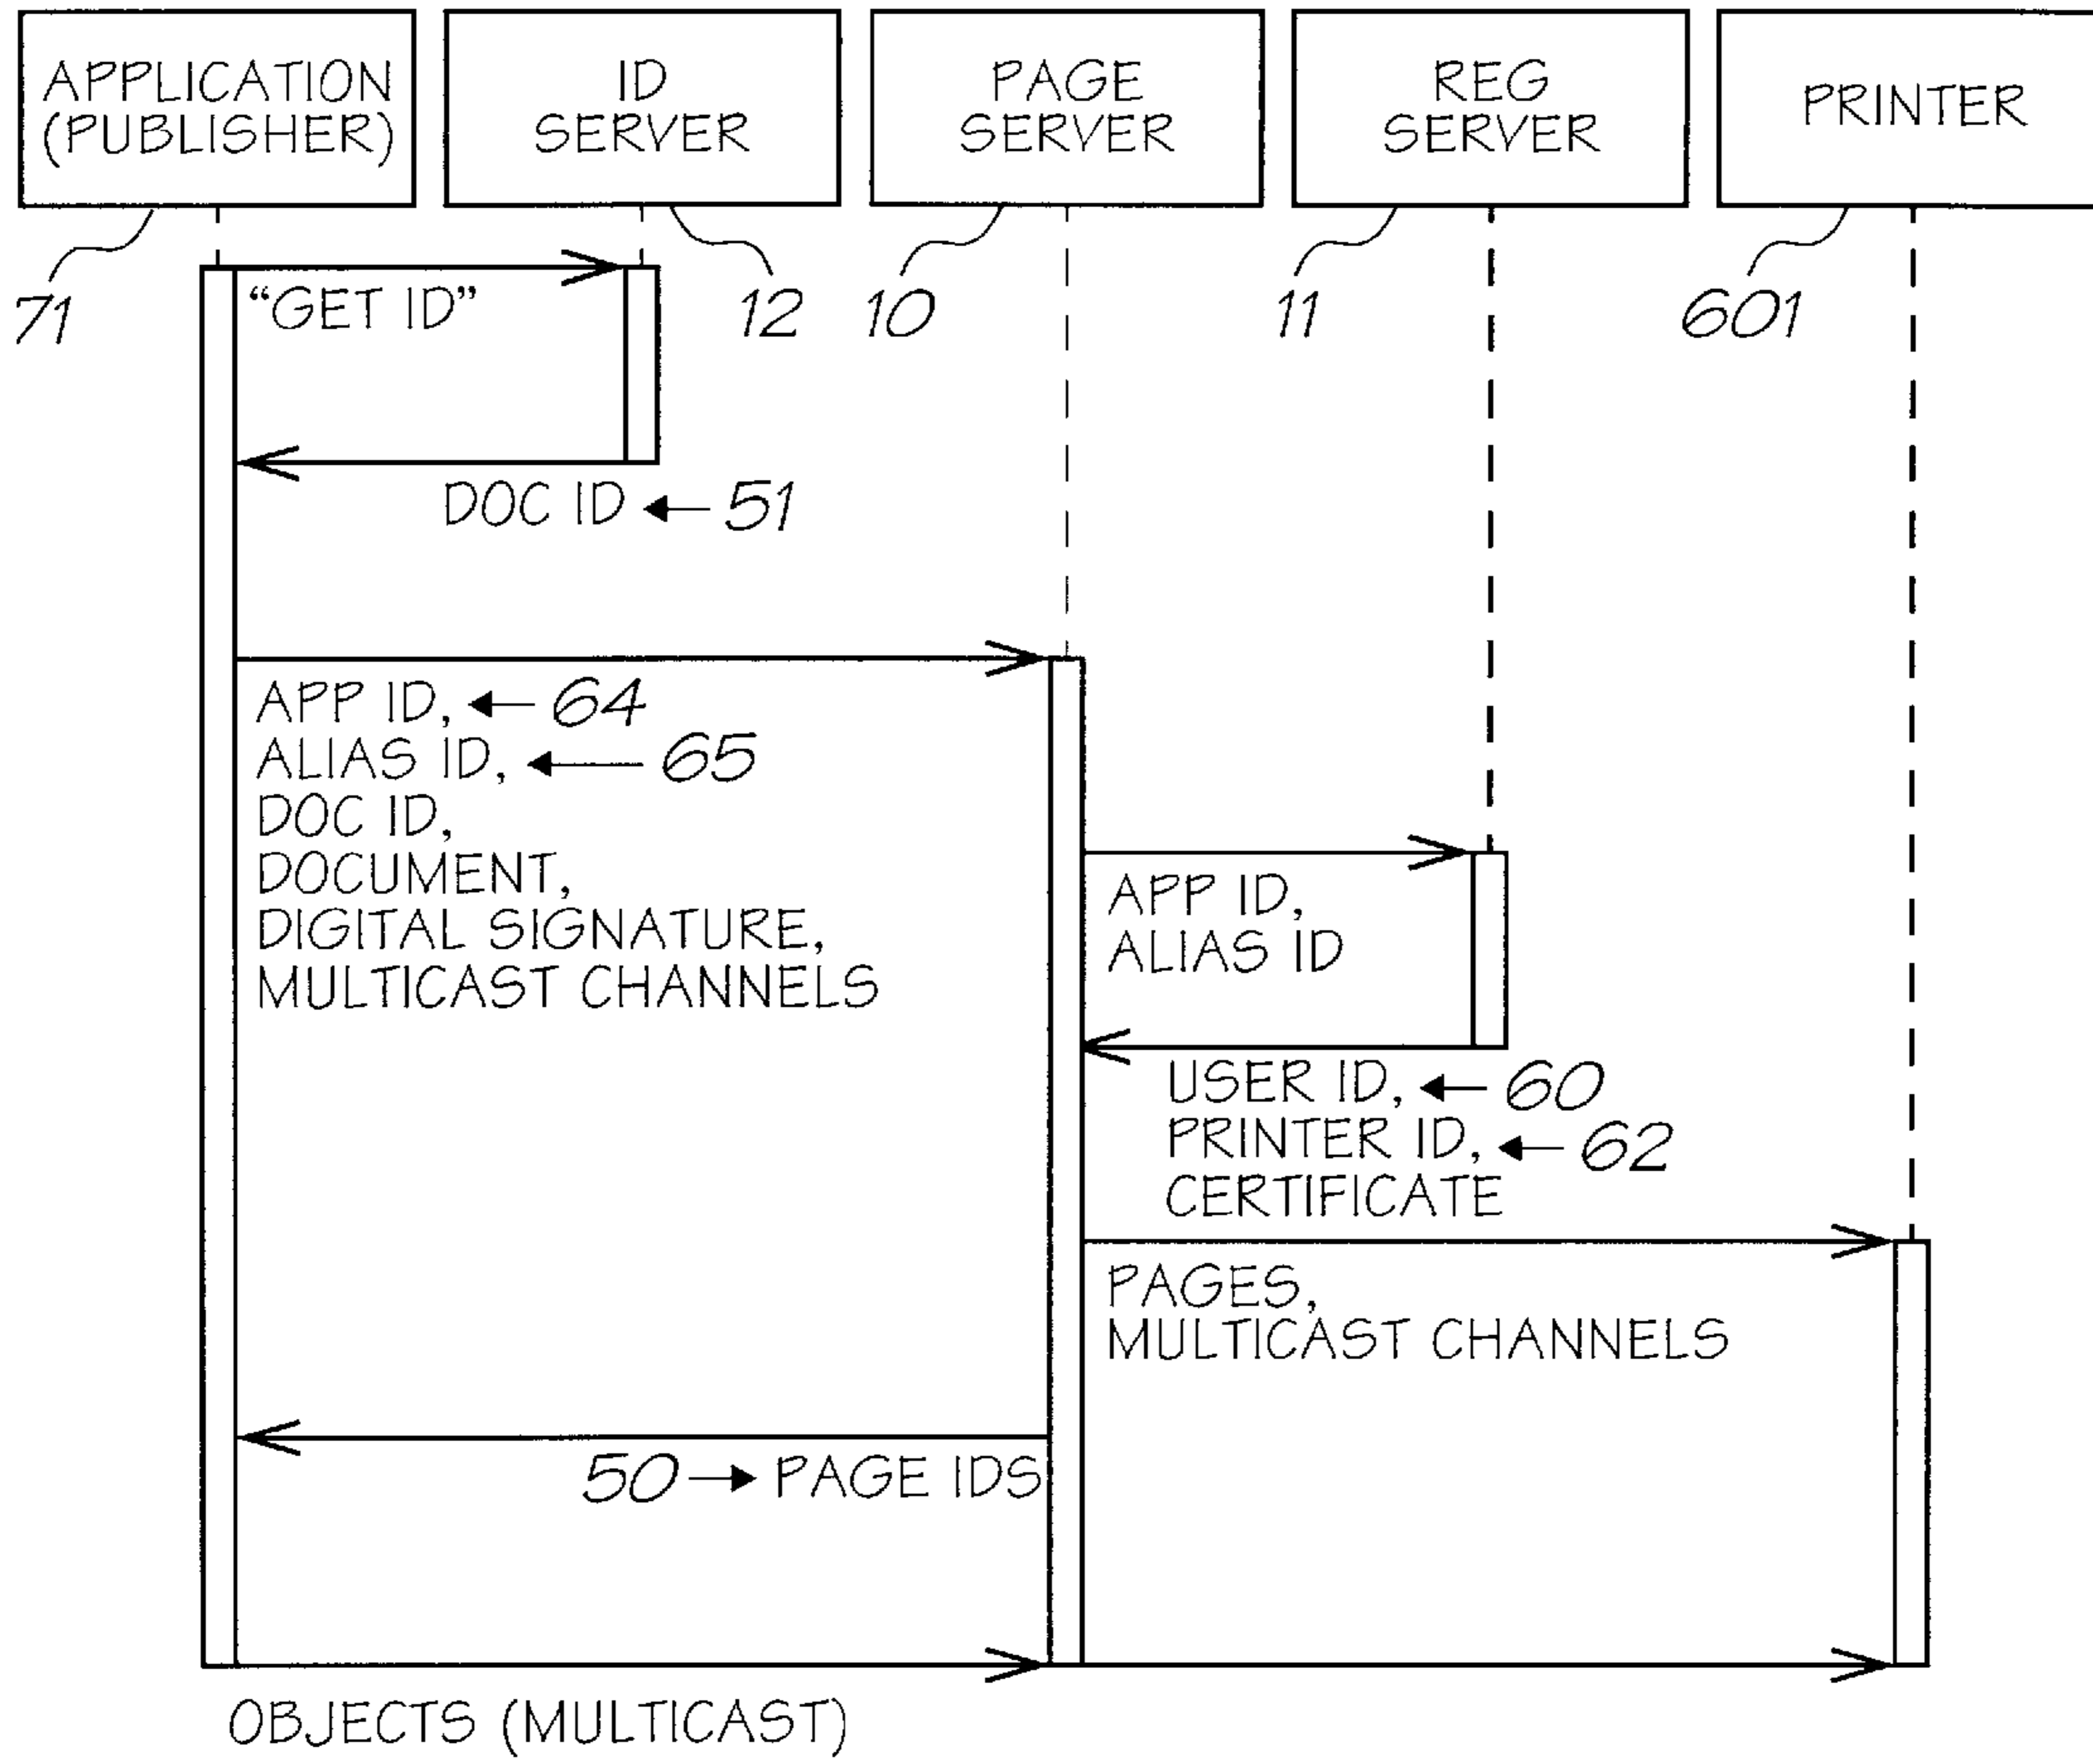 APPLICATION
(PUBLISHER)
ID
SERVER
PAGE
SERVER
REG
SERVER
PRINTER
71
12
10
11
601
“GET ID”
DOC ID 51
APP ID, 64
ALIAS ID, 65
DOC ID,
DOCUMENT,
DIGITAL SIGNATURE,
MULTICAST CHANNELS
APP ID,
ALIAS ID
USER ID, 60
PRINTER ID, 62
CERTIFICATE
PAGES,
MULTICAST CHANNELS
50 PAGE IDS
OBJECTS (MULTICAST)